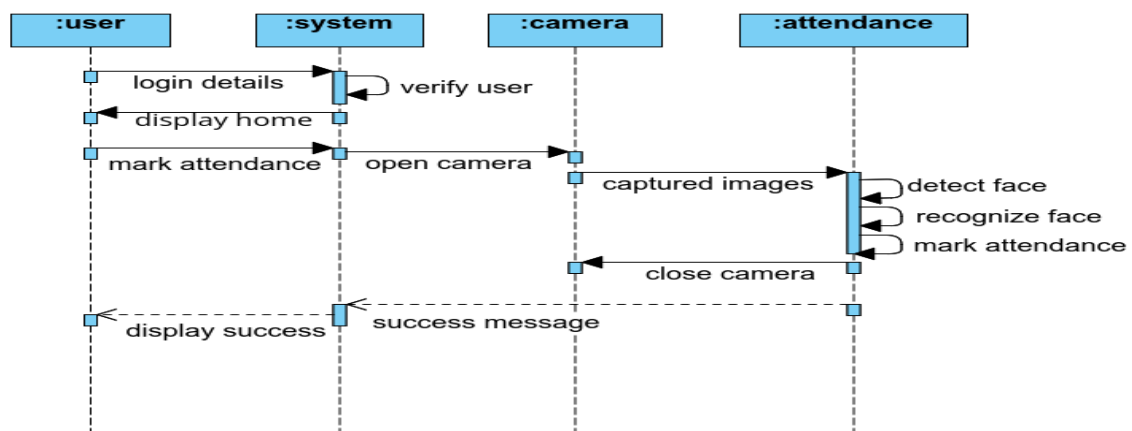 :user
:system
:camera
:attendance
login details
verify user
display home
mark attendance
open camera
captured images
detect face
recognize face
mark attendance
close camera
success message
display success